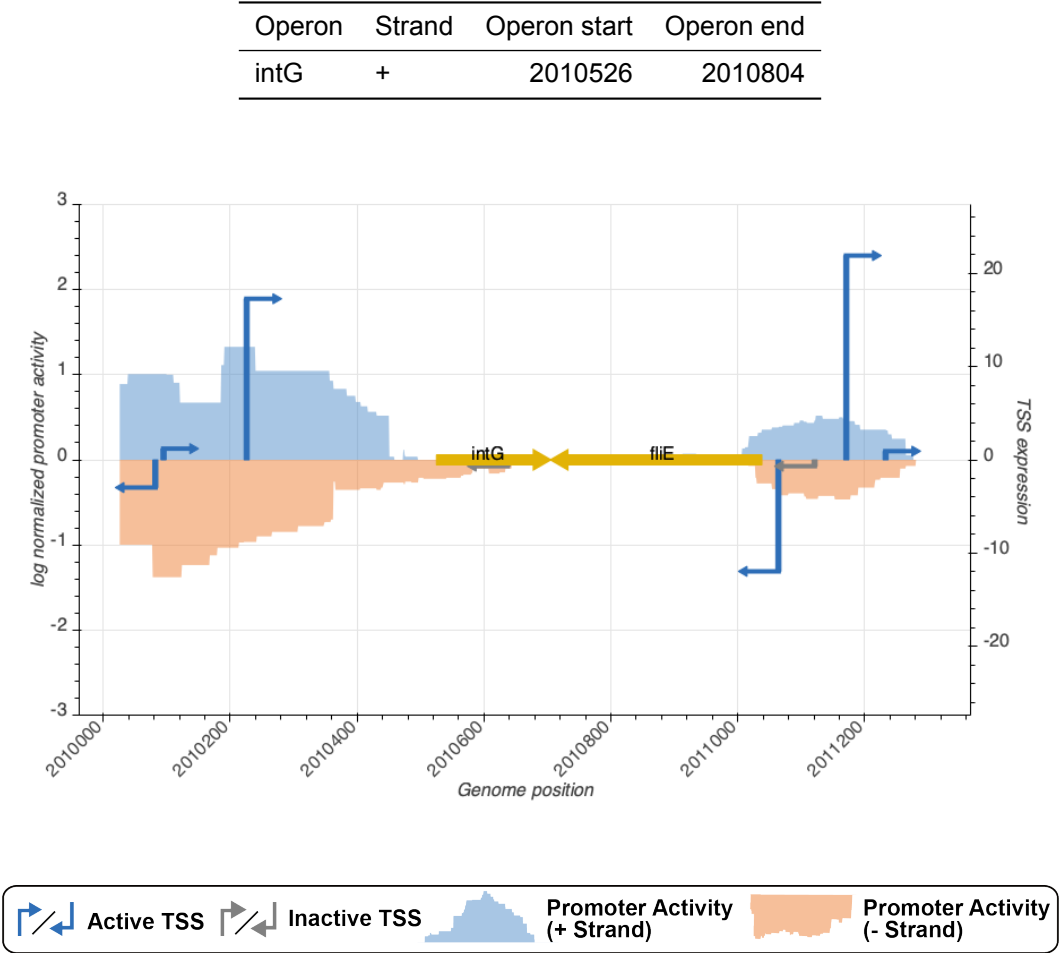 Operon Strand Operon start Operon end
intG + 2010526 2010804
3
2
1
0
-1
-2
-3
log normalized promoter activity
20
10
0
-10
-20
TSS expression
intG
fliE
2010000
2010200
2010400
2010600
2010800
2011000
2011200
Genome position
Active TSS
Inactive TSS
Promoter Activity
(+ Strand)
Promoter Activity
(- Strand)